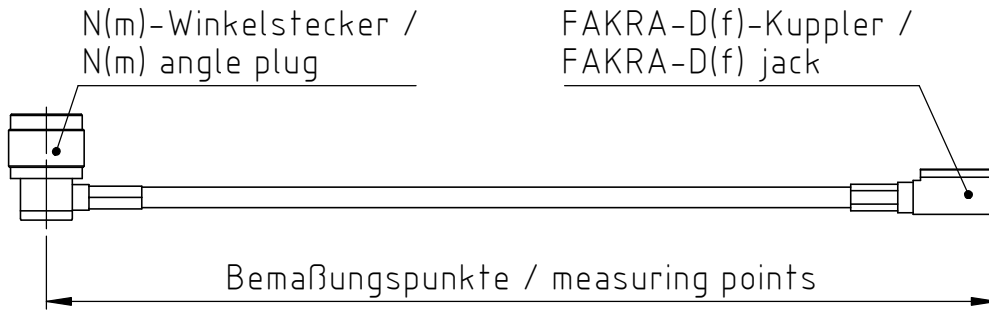 N(m)-Winkelstecker /
N(m) angle plug
FAKRA-D(f)-Kuppler /
FAKRA-D(f) jack
Bemaßungspunkte / measuring points